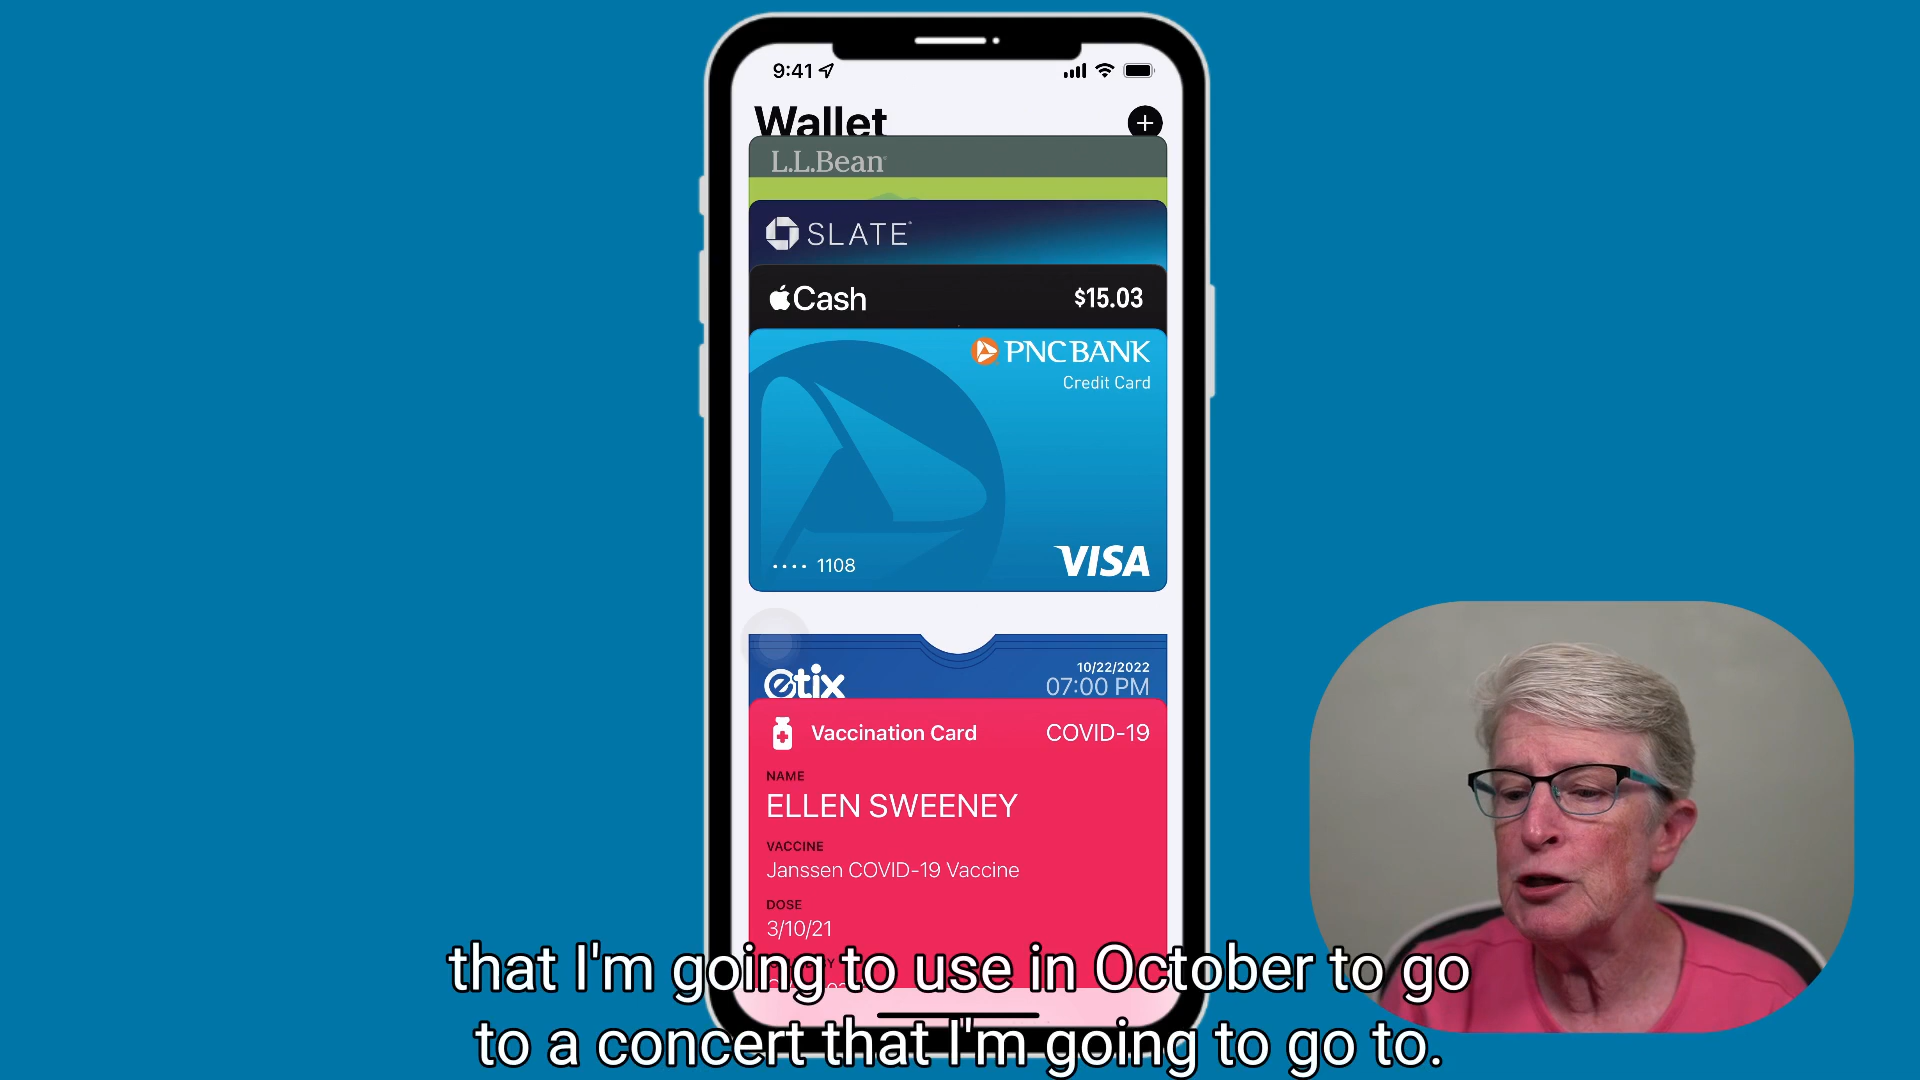 9:41
Wallet
L.L.Bean
SLATE
Cash $15.03
PNC BANK
Credit Card
•••• 1108 VISA
etix 10/22/2022
07:00 PM
Vaccination Card COVID-19
NAME
ELLEN SWEENEY
VACCINE
Janssen COVID-19 Vaccine
DOSE
3/10/21
that I'm going to use in October to go
to a concert that I'm going to go to.